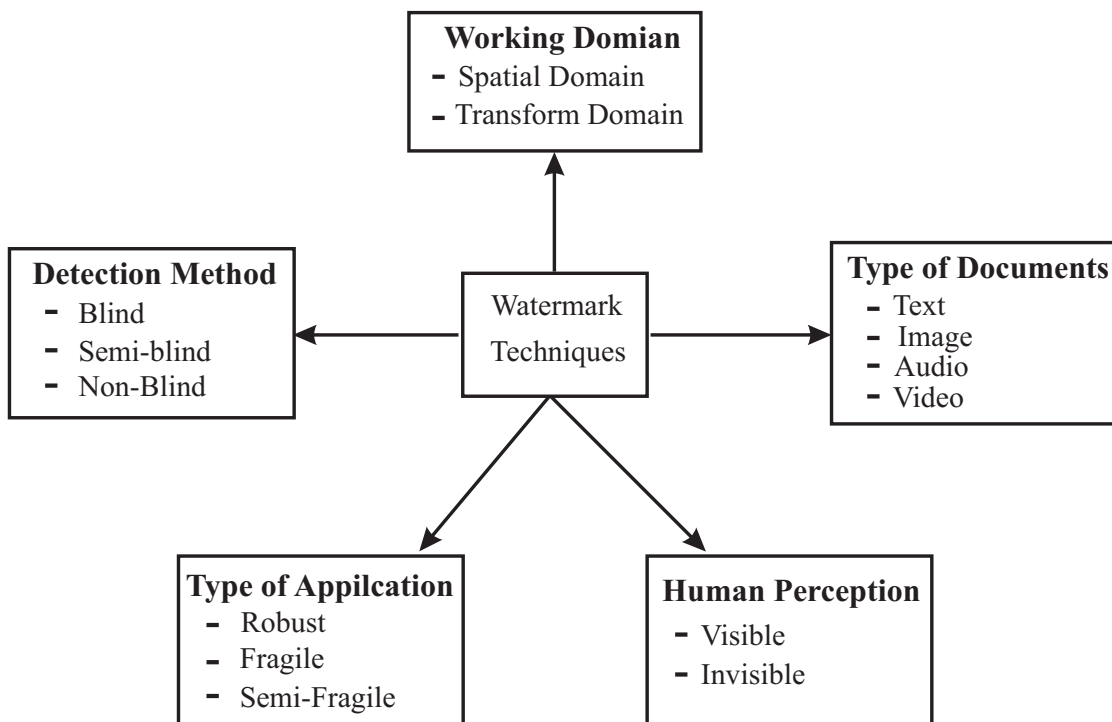 Working Domian
- Spatial Domain
- Transform Domain
Detection Method
- Blind
- Semi-blind
- Non-Blind
Watermark
Techniques
Type of Documents
- Text
- Image
- Audio
- Video
Type of Appilcation
- Robust
- Fragile
- Semi-Fragile
Human Perception
- Visible
- Invisible